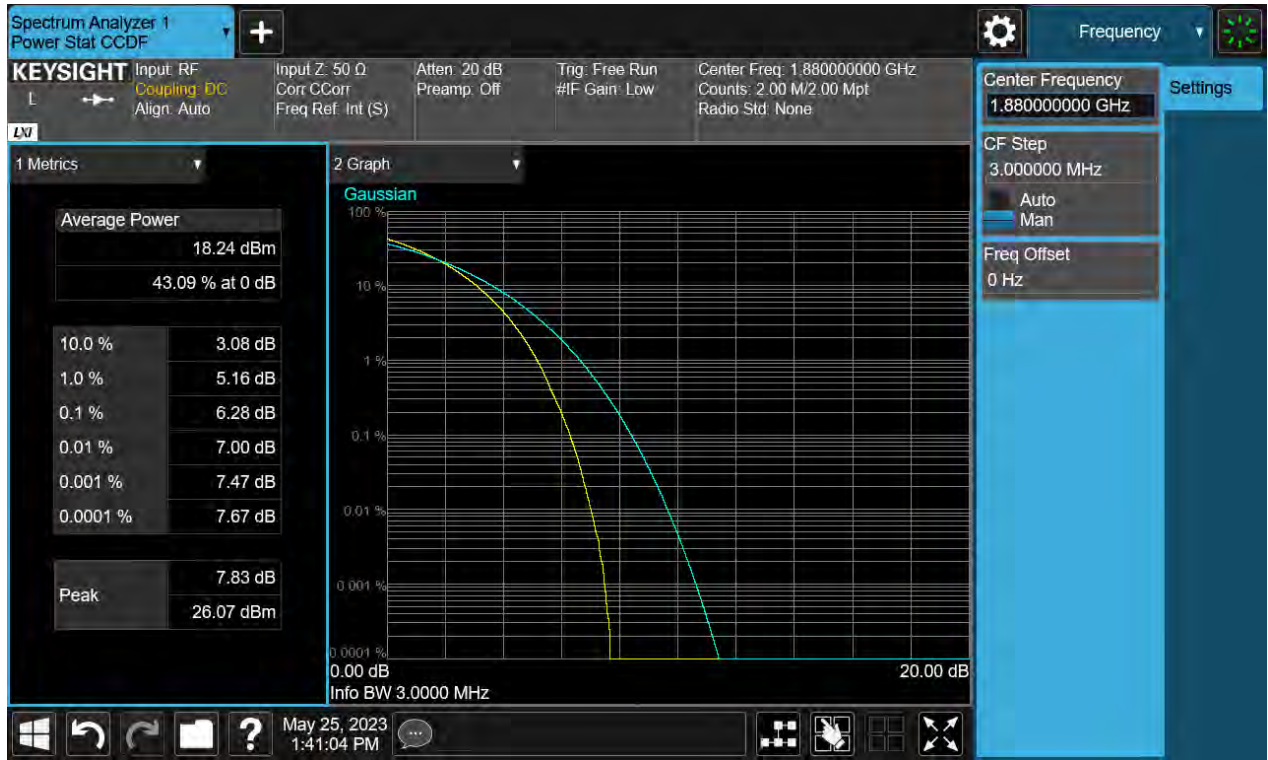 Spectrum Analyzer 1
Power Stat CCDF
+
Frequency
KEYSIGHT
L
LXI
Input: RF
Coupling: DC
Align: Auto
Input Z: 50 Ω
Corr CCorr
Freq Ref: Int (S)
Atten: 20 dB
Preamp: Off
Trig: Free Run
#IF Gain: Low
Center Freq: 1.880000000 GHz
Counts: 2.00 M/2.00 Mpt
Radio Std: None
Center Frequency
1.880000000 GHz
Settings
CF Step
3.000000 MHz
Auto
Man
Freq Offset
0 Hz
1 Metrics
Average Power
18.24 dBm
43.09 % at 0 dB
10.0 % 3.08 dB
1.0 % 5.16 dB
0.1 % 6.28 dB
0.01 % 7.00 dB
0.001 % 7.47 dB
0.0001 % 7.67 dB
Peak
7.83 dB
26.07 dBm
2 Graph
Gaussian
100 %
10 %
1 %
0.1 %
0.01 %
0.001 %
0.0001 %
0.00 dB 20.00 dB
Info BW 3.0000 MHz
?
May 25, 2023
1:41:04 PM